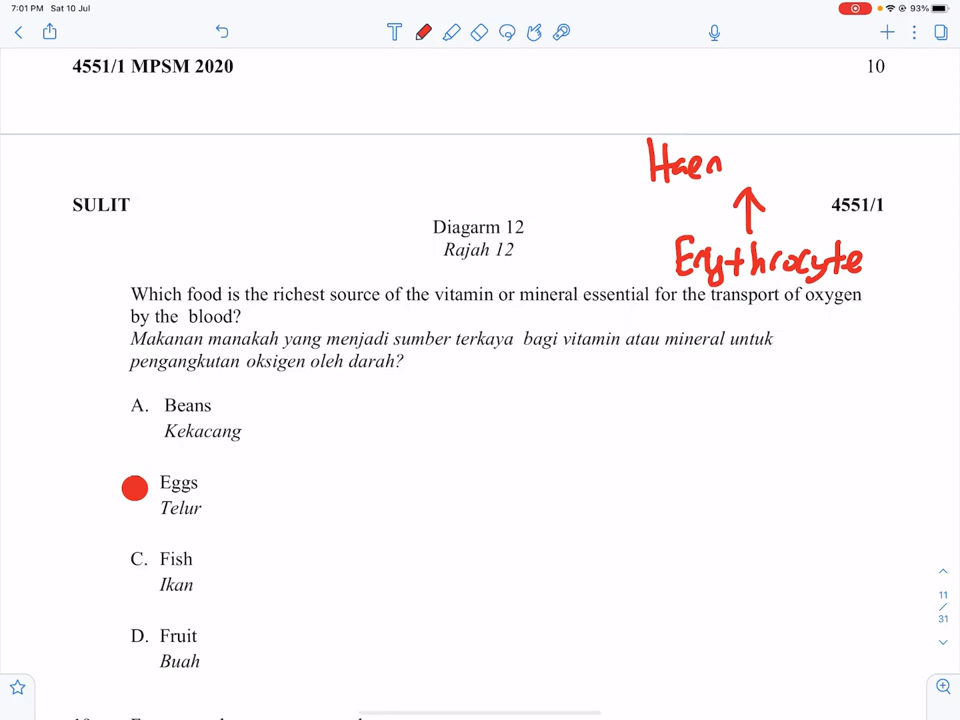 7:01 PM Sat 10 Jul
93%
4551/1 MPSM 2020
10
Haem
SULIT
4551/1
Diagarm 12
Rajah 12
Erythrocyte
Which food is the richest source of the vitamin or mineral essential for the transport of oxygen
by the blood?
Makanan manakah yang menjadi sumber terkaya bagi vitamin atau mineral untuk
pengangkutan oksigen oleh darah?
A. Beans
Kekacang
Eggs
Telur
C. Fish
Ikan
D. Fruit
Buah
11
/
31